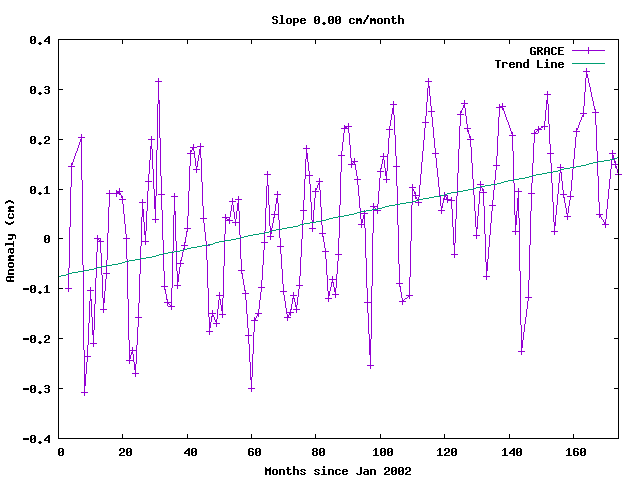 Slope 0.00 cm/month
GRACE
Trend Line
0.4
0.3
0.2
0.1
0
-0.1
-0.2
-0.3
-0.4
Anomaly (cm)
0 20 40 60 80 100 120 140 160
Months since Jan 2002